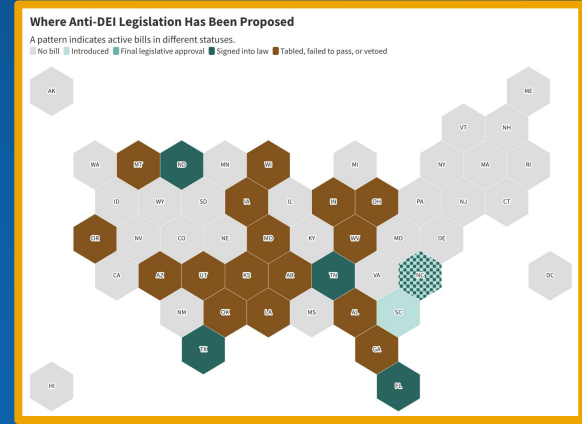 Where Anti-DEI Legislation Has Been Proposed
A pattern indicates active bills in different statuses.
No bill Introduced Final legislative approval Signed into law Tabled, failed to pass, or vetoed
AK ME
VT NH
WA MT ND MN WI MI NY MA RI
ID WY SD IA IL IN OH PA NJ CT
OR NV CO NE MO KY WV MD DE
CA AZ UT KS AR TN VA NC DC
NM OK LA MS AL SC
TX GA
HI FL